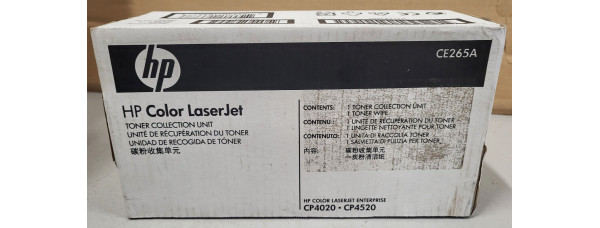 hp
CE265A
HP Color LaserJet
TONER COLLECTION UNIT
UNITÉ DE RÉCUPÉRATION DU TONER
UNIDAD DE RECOGIDA DE TÓNER
碳粉收集单元
CONTENTS: 1 TONER COLLECTION UNIT
1 TONER WIPE
CONTENU: 1 UNITÉ DE RÉCUPÉRATION DU TONER
1 LINGETTE NETTOYANTE POUR TONER
CONTENUTO: 1 UNITÀ DI RACCOLTA TONER
1 SALVIETTA DI PULIZIA PER TONER
内容: 碳粉收集单元
一碳粉清洁纸
HP COLOR LASERJET ENTERPRISE
CP4020 • CP4520